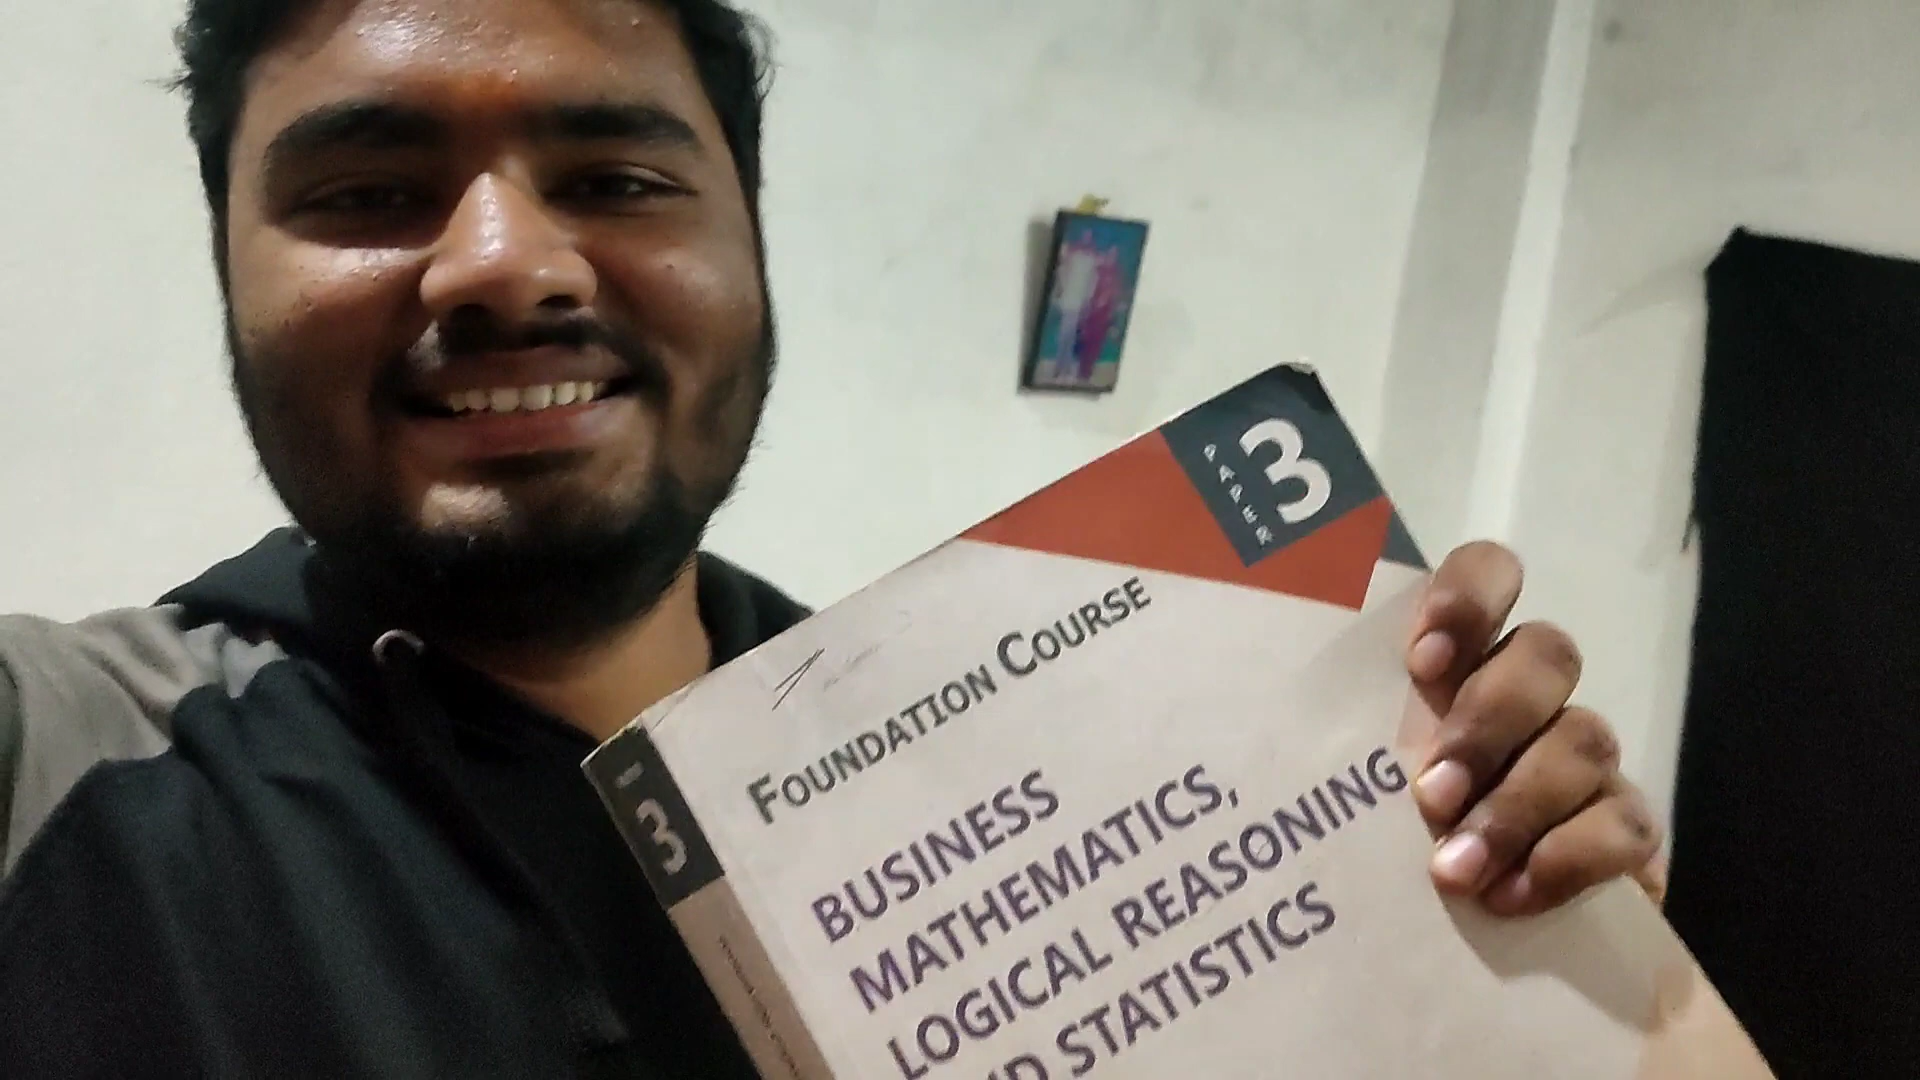 PAPER
3
FOUNDATION COURSE
BUSINESS
MATHEMATICS,
LOGICAL REASONING
STATISTICS
3